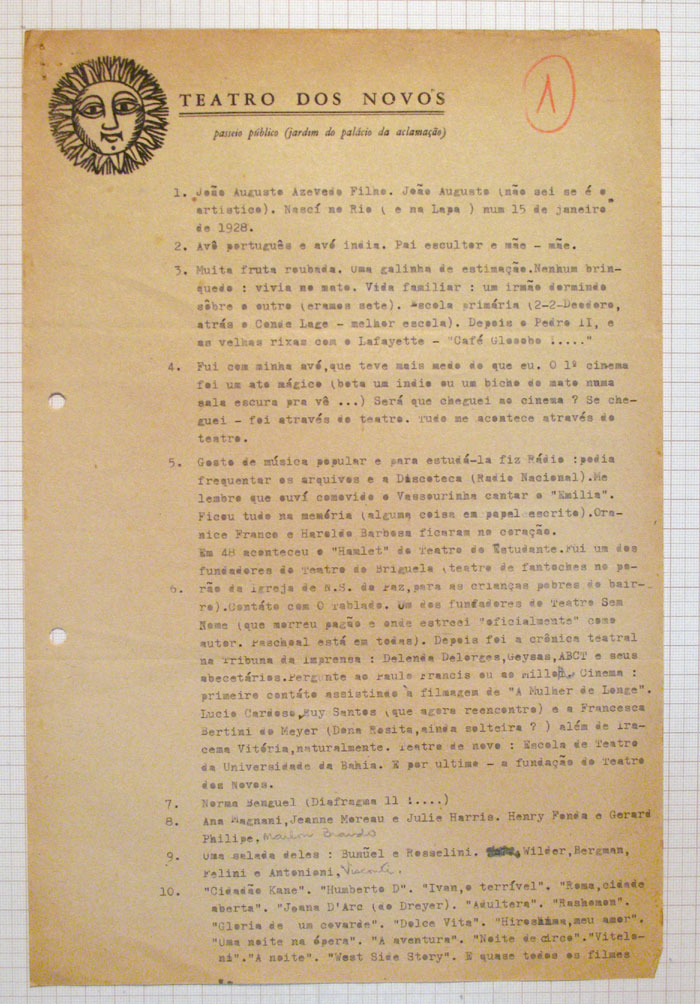 TEATRO DOS NOVOS
passeio público (jardim do palácio da aclamação)
1
1. João Augusto Azevedo Filho. João Augusto (não sei se é o
artístico). Nascí no Rio ( e na Lapa ) num 15 de janeiro
de 1928.
2. Avô português e avó india. Pai escultor e mãe - mãe.
3. Muita fruta roubada. Uma galinha de estimação.Nenhum brin-
quedo : vivia no mato. Vida familiar : um irmão dormindo
sôbre o outro (eramos sete). Escola primária (2-2-Deodoro,
atrás o Conde Lage - melhor escola). Depois o Pedro II, e
as velhas rixas com o Lafayette - "Café Globobo !...."
4. Fui com minha avó,que teve mais medo do que eu. O 1º cinema
foi um ato mágico (bota um indio ou um bicho do mato numa
sala escura pra vê ...) Será que cheguei ao cinema ? Se che-
guei - foi através do teatro. Tudo me acontece através do
teatro.
5. Gosto de música popular e para estudá-la fiz Rádio :podia
frequentar os arquivos e a Discoteca (Radio Nacional).Me
lembro que ouví comovido o Vassourinha cantar o "Emilia".
Ficou tudo na memória (alguma coisa em papel escrito).Ora-
nice Franco e Haroldo Barbosa ficaram no coração.
Em 48 aconteceu o "Hamlet" do Teatro do Estudante.Fui um dos
fundadores do Teatro do Briguela (teatro de fantoches no po-
6. rão da Igreja de N.S. da Paz,para as crianças pobres do bair-
ro).Contáto com O Tablado. Um dos fundadores do Teatro Sem
Nome (que morreu pagão e onde estreei "oficialmente" como
autor. Paschoal está em todas). Depois foi a crônica teatral
na Tribuna da Imprensa : Delenda Delorges,Geysas,ABCT e seus
abecetários.Pergunte ao Paulo Francis ou ao Millor. Cinema :
primeiro contáto assistindo à filmagem de "A Mulher de Longe".
Lucio Cardoso,Ruy Santos (que agora reencontro) e a Francesca
Bertini do Meyer (Dona Rosita,ainda solteira ? ) além de Ira-
cema Vitória,naturalmente. Teatro de novo : Escola de Teatro
da Universidade da Bahia. E por ultimo - a fundação do Teatro
dos Novos.
7. Norma Benguel (Diafragma 11 !....)
8. Ana Magnani,Jeanne Moreau e Julie Harris. Henry Fonda e Gerard
Philipe, Marlon Brando
9. Uma salada deles : Bunüel e Rosselini. Wilder,Bergman,
Felini e Antonioni, Visconti.
10. "Cidadão Kane". "Humberto D". "Ivan,o terrível". "Roma,cidade
aberta". "Joana D'Arc (do Dreyer). "Adultera". "Rashomon".
"Gloria de um covarde". "Dolce Vita". "Hiroshima,meu amor".
"Uma noite na ópera". "A aventura". "Noite de circo"."Vitelo-
ni"."A noite". "West Side Story". E quase todos os filmes